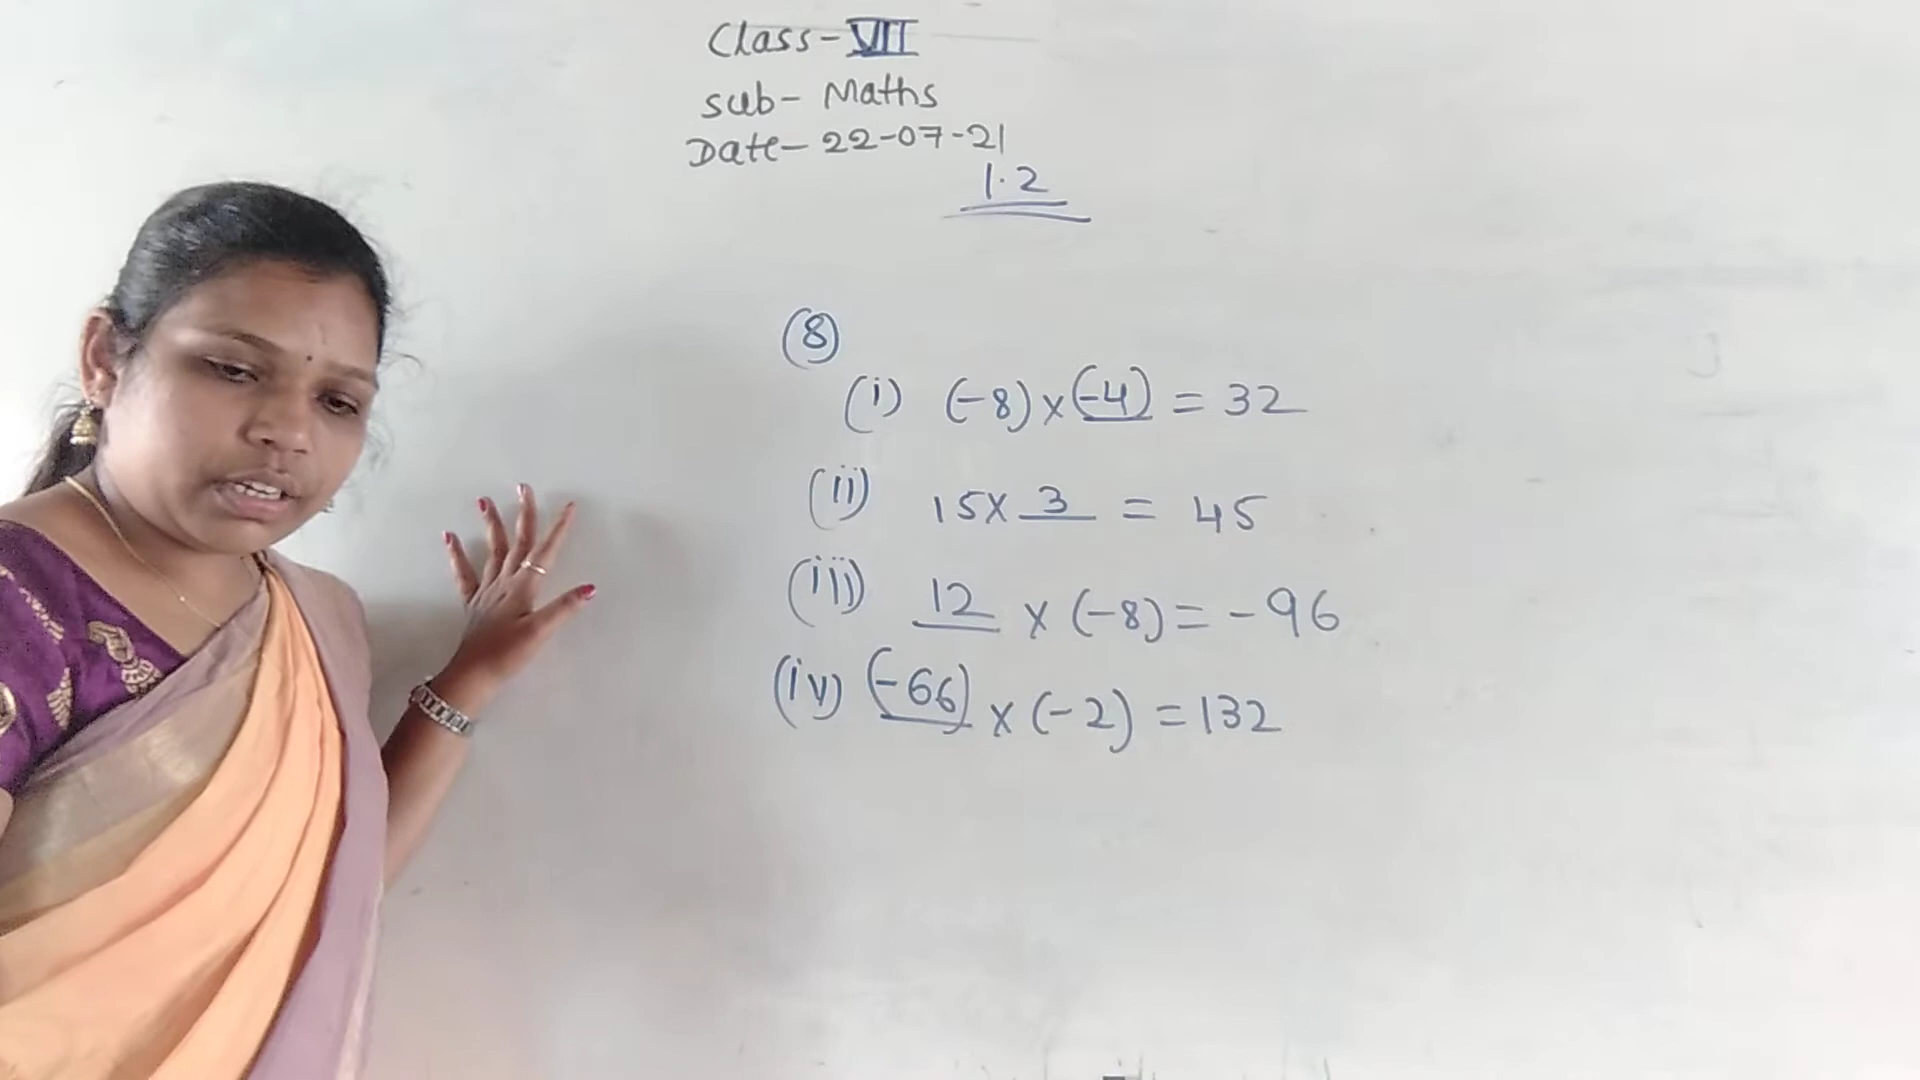 Class-VII
Sub- Maths
Date- 22-07-21
1.2
(8)
(i) (-8)×(-4) = 32
(ii) 15× 3 = 45
(iii) 12 × (-8) = -96
(iv) (-66) × (-2) = 132